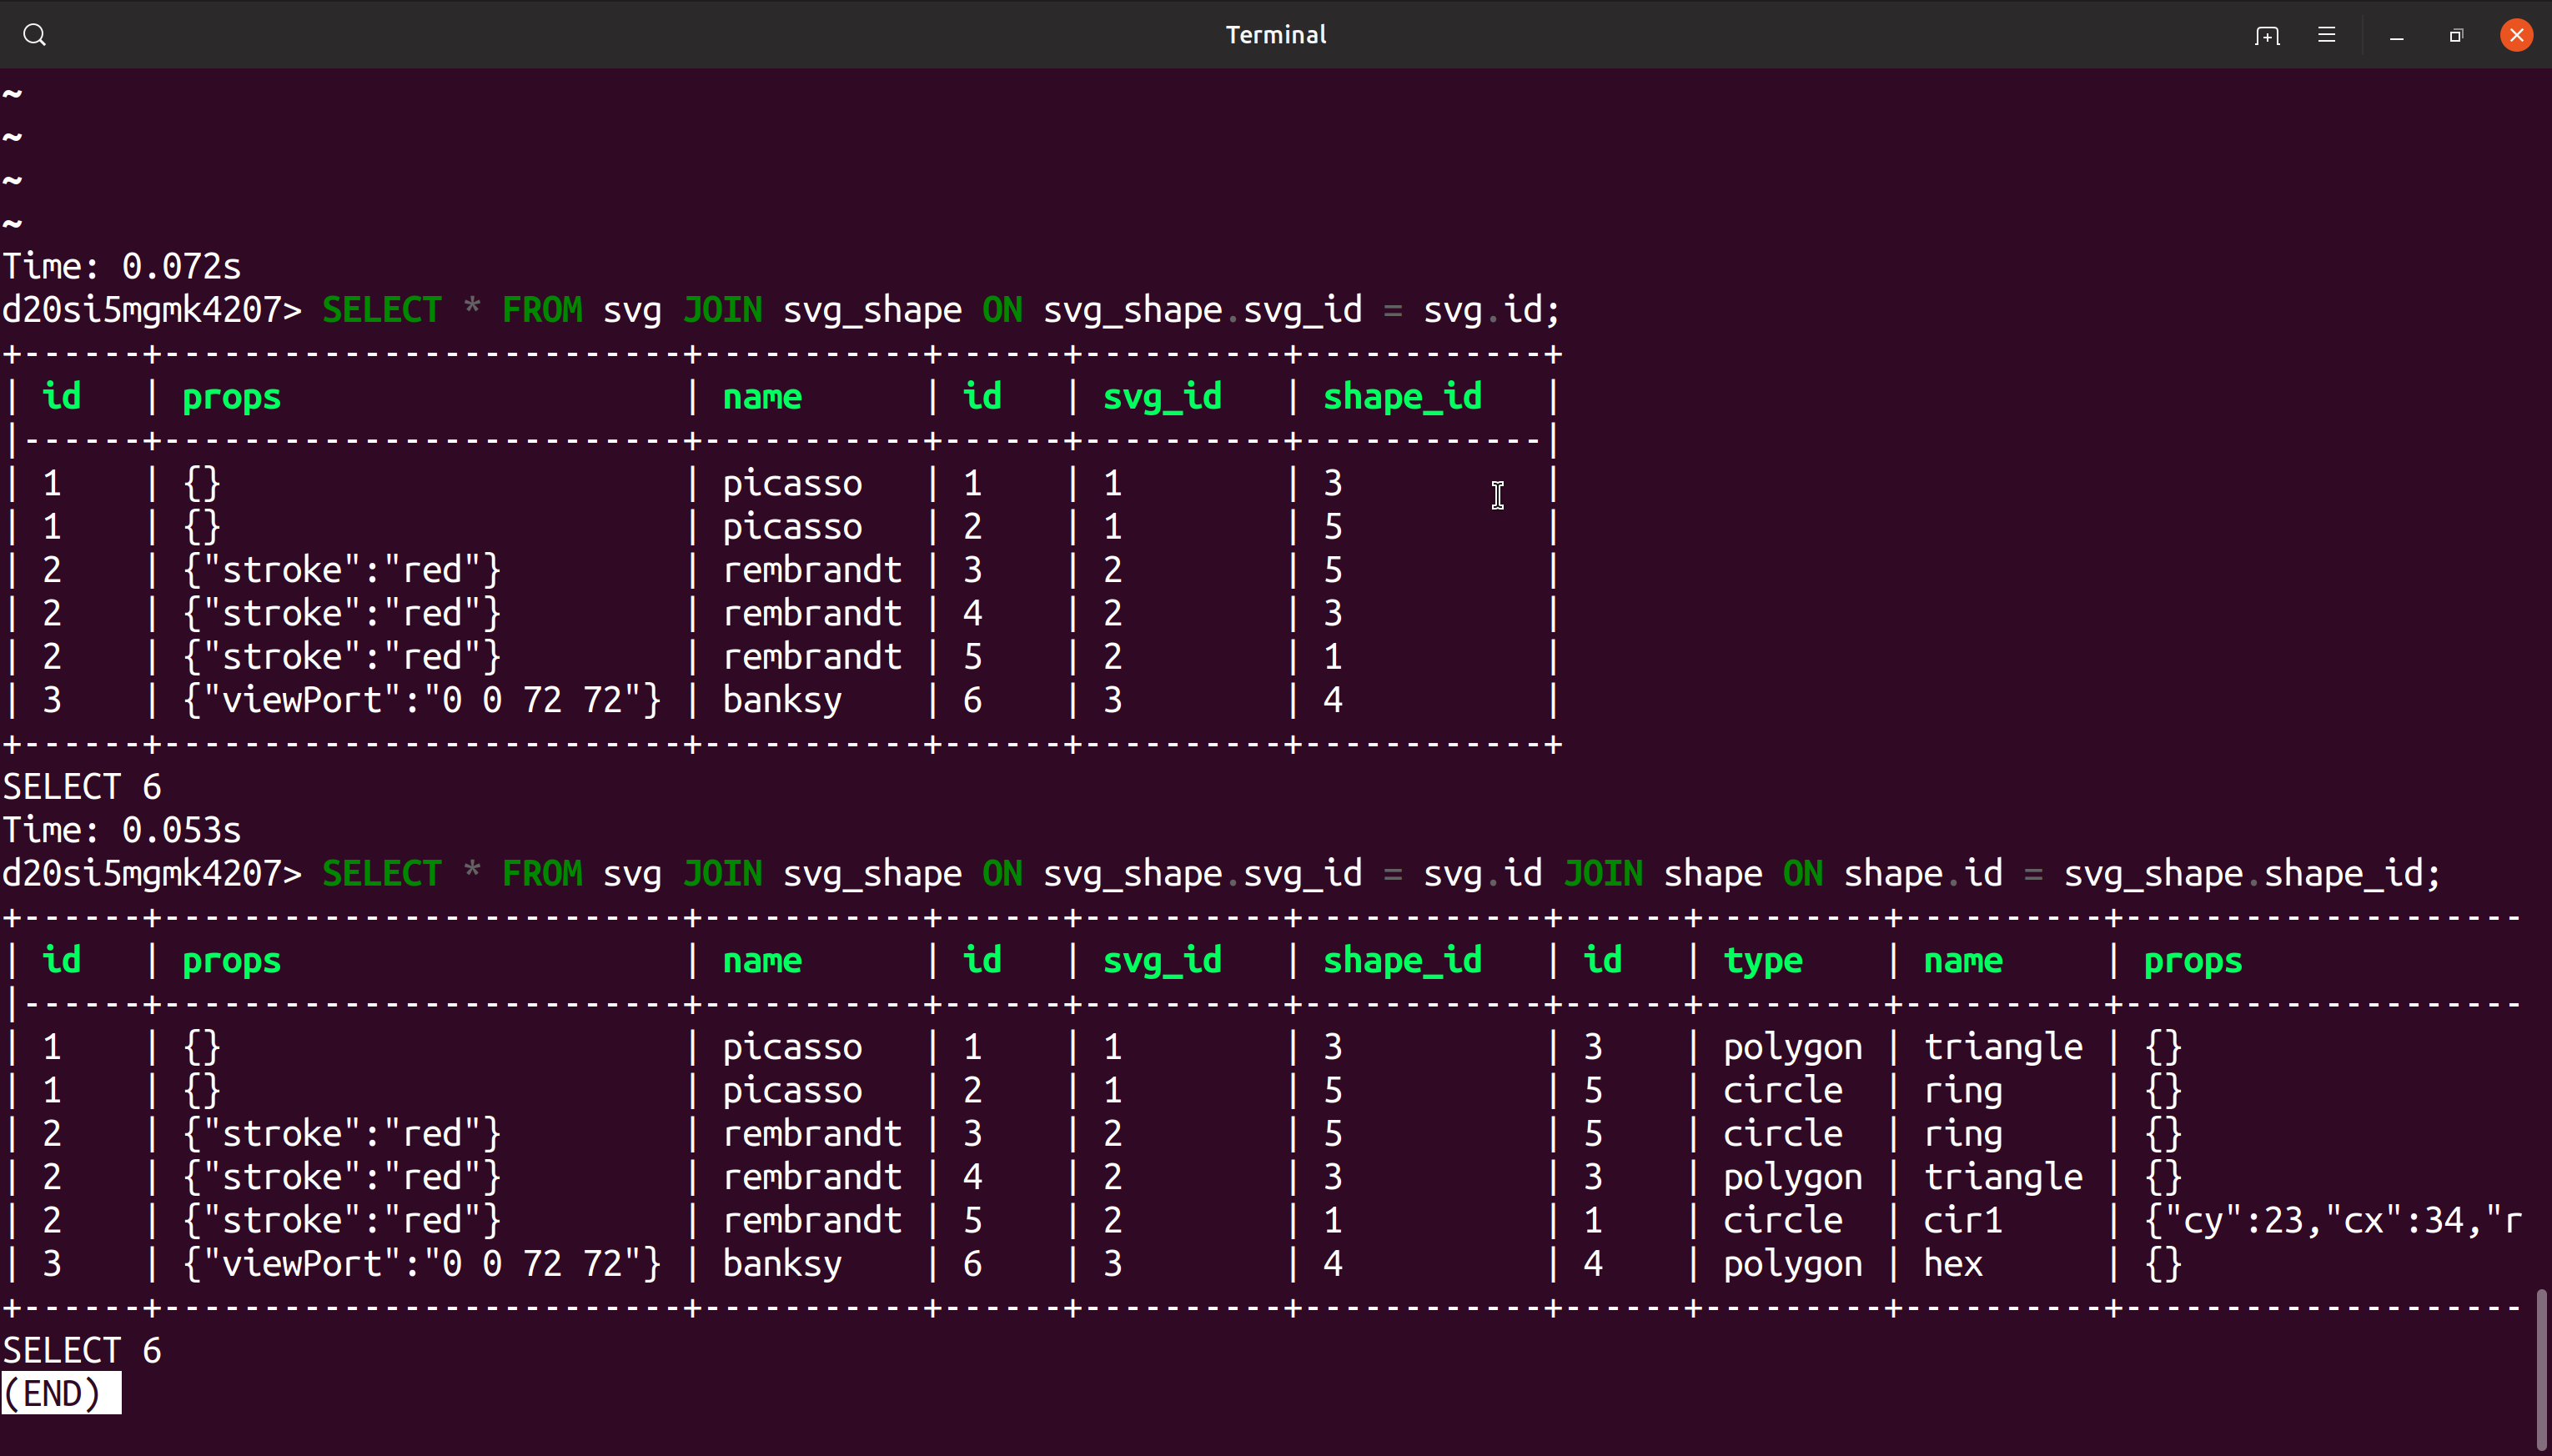 Terminal
~
~
~
~
Time: 0.072s
d20si5mgmk4207> SELECT * FROM svg JOIN svg_shape ON svg_shape.svg_id = svg.id;
+------+--------------------------+-----------+------+----------+------------+
| id   | props                    | name      | id   | svg_id   | shape_id   |
|------+--------------------------+-----------+------+----------+------------|
| 1    | {}                       | picasso   | 1    | 1        | 3          |
| 1    | {}                       | picasso   | 2    | 1        | 5          |
| 2    | {"stroke":"red"}         | rembrandt | 3    | 2        | 5          |
| 2    | {"stroke":"red"}         | rembrandt | 4    | 2        | 3          |
| 2    | {"stroke":"red"}         | rembrandt | 5    | 2        | 1          |
| 3    | {"viewPort":"0 0 72 72"} | banksy    | 6    | 3        | 4          |
+------+--------------------------+-----------+------+----------+------------+
SELECT 6
Time: 0.053s
d20si5mgmk4207> SELECT * FROM svg JOIN svg_shape ON svg_shape.svg_id = svg.id JOIN shape ON shape.id = svg_shape.shape_id;
+------+--------------------------+-----------+------+----------+------------+------+---------+----------+--------------------
| id   | props                    | name      | id   | svg_id   | shape_id   | id   | type    | name     | props
|------+--------------------------+-----------+------+----------+------------+------+---------+----------+--------------------
| 1    | {}                       | picasso   | 1    | 1        | 3          | 3    | polygon | triangle | {}
| 1    | {}                       | picasso   | 2    | 1        | 5          | 5    | circle  | ring     | {}
| 2    | {"stroke":"red"}         | rembrandt | 3    | 2        | 5          | 5    | circle  | ring     | {}
| 2    | {"stroke":"red"}         | rembrandt | 4    | 2        | 3          | 3    | polygon | triangle | {}
| 2    | {"stroke":"red"}         | rembrandt | 5    | 2        | 1          | 1    | circle  | cir1     | {"cy":23,"cx":34,"r
| 3    | {"viewPort":"0 0 72 72"} | banksy    | 6    | 3        | 4          | 4    | polygon | hex      | {}
+------+--------------------------+-----------+------+----------+------------+------+---------+----------+--------------------
SELECT 6
(END)